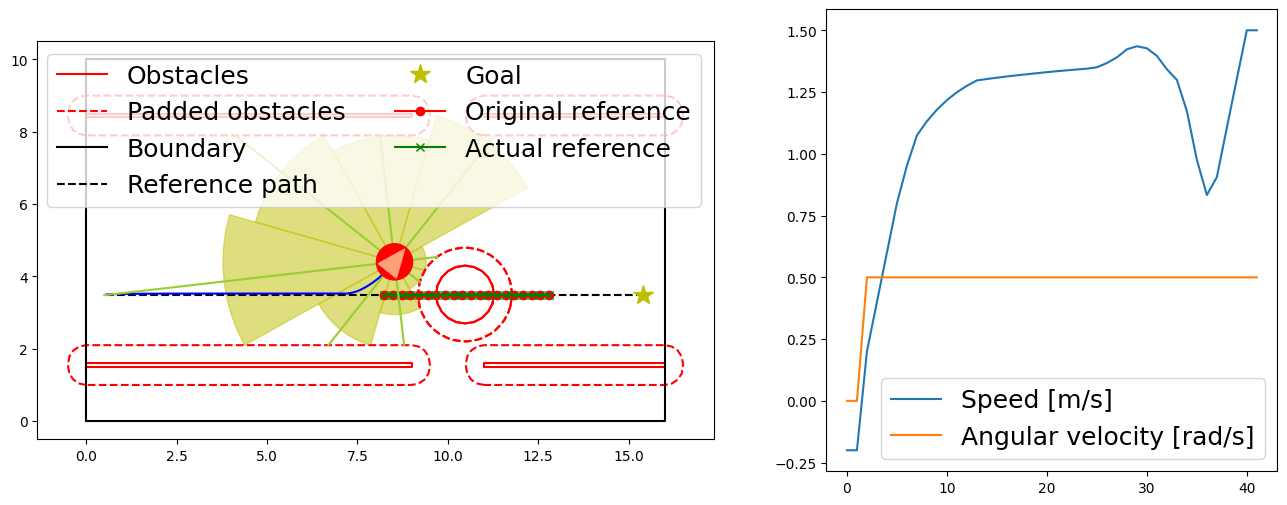 10
8
6
4
2
0
0.0 2.5 5.0 7.5 10.0 12.5 15.0
Obstacles
Padded obstacles
Boundary
Reference path
Goal
Original reference
Actual reference
1.50
1.25
1.00
0.75
0.50
0.25
0.00
−0.25
0 10 20 30 40
Speed [m/s]
Angular velocity [rad/s]